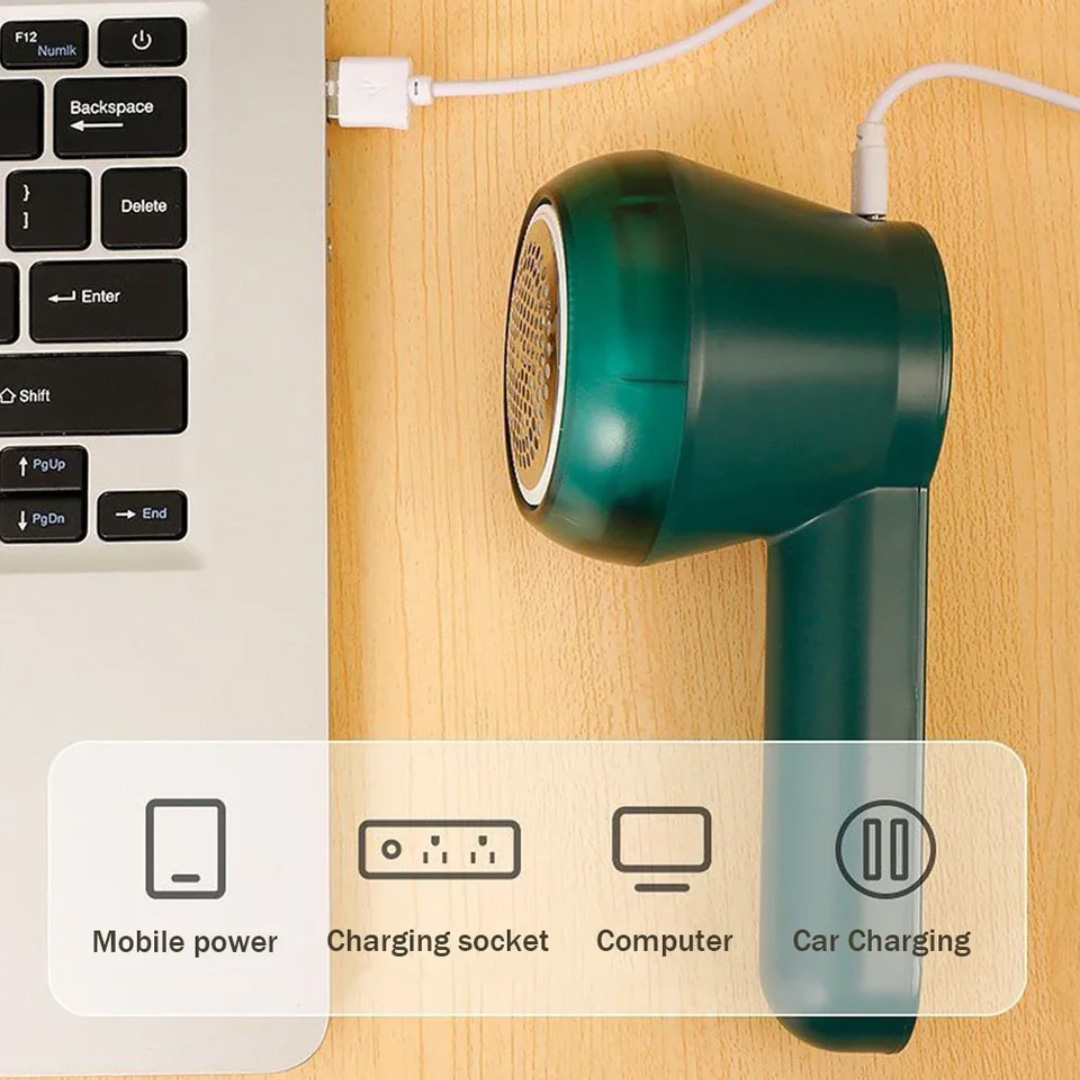 F12
Numlk
Backspace
}
]
Delete
Enter
Shift
PgUp
PgDn
End
Mobile power
Charging socket
Computer
Car Charging